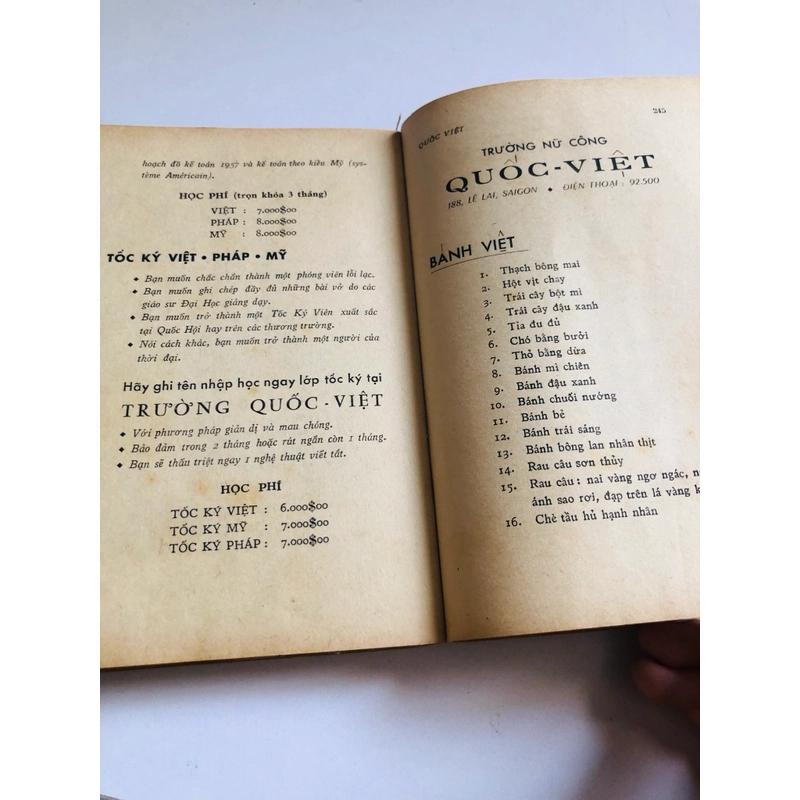 hoạch đồ kế toán 1957 và kế toán theo kiểu Mỹ (sys-
tème Américain).
HỌC PHÍ (trọn khóa 3 tháng)
VIỆT : 7.000$00
PHÁP : 8.000$00
MỸ : 8.000$00
TỐC KÝ VIỆT • PHÁP • MỸ
◆ Bạn muốn chắc chắn thành một phóng viên lỗi lạc.
◆ Bạn muốn ghi chép đầy đủ những bài vở do các
giáo sư Đại Học giảng dạy.
◆ Bạn muốn trở thành một Tốc Ký Viên xuất sắc
tại Quốc Hội hay trên các thương trường.
◆ Nói cách khác, bạn muốn trở thành một người của
thời đại.
Hãy ghi tên nhập học ngay lớp tốc ký tại
TRƯỜNG QUỐC - VIỆT
◆ Với phương pháp giản dị và mau chóng.
◆ Bảo đảm trong 2 tháng hoặc rút ngắn còn 1 tháng.
◆ Bạn sẽ thấu triệt ngay 1 nghệ thuật viết tắt.
HỌC PHÍ
TỐC KÝ VIỆT : 6.000$00
TỐC KÝ MỸ : 7.000$00
TỐC KÝ PHÁP : 7.000$00
QUỐC VIỆT 245
TRƯỜNG NỮ CÔNG
QUỐC-VIỆT
188, LÊ LAI, SAIGON ◆ ĐIỆN THOẠI : 92.500
BÁNH VIỆT
1. Thạch bông mai
2. Hột vịt chay
3. Trái cây bột mì
4. Trái cây đậu xanh
5. Tỉa đu đủ
6. Chó bằng bưởi
7. Thỏ bằng dừa
8. Bánh mì chiên
9. Bánh đậu xanh
10. Bánh chuối nướng
11. Bánh bẻ
12. Bánh trái sáng
13. Bánh bông lan nhân thịt
14. Rau câu sơn thủy
15. Rau câu : nai vàng ngơ ngác,
ánh sao rơi, đạp trên lá vàng
16. Chè tầu hủ hạnh nhân